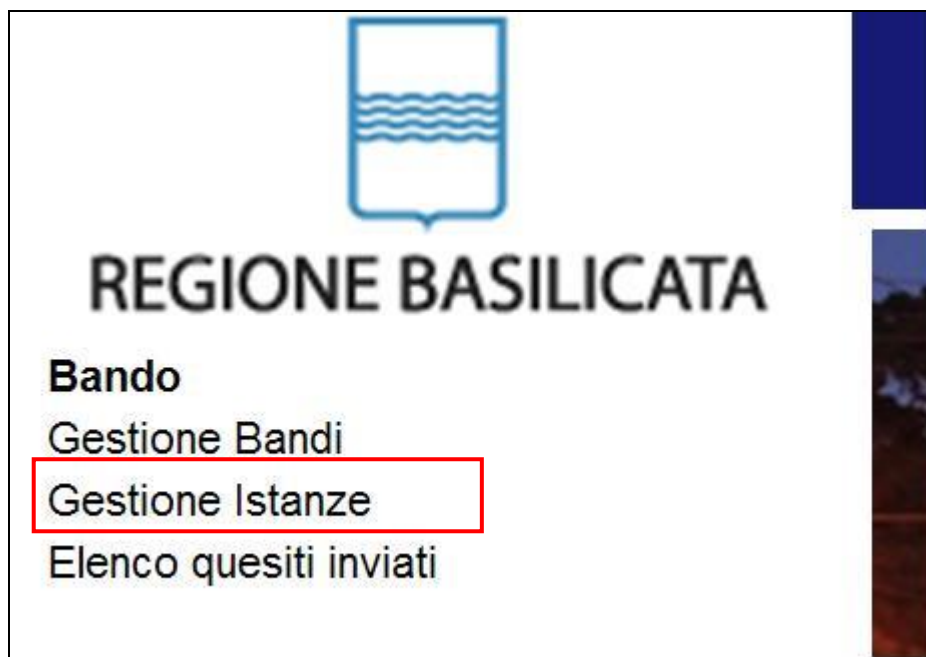 REGIONE BASILICATA
Bando
Gestione Bandi
Gestione Istanze
Elenco quesiti inviati